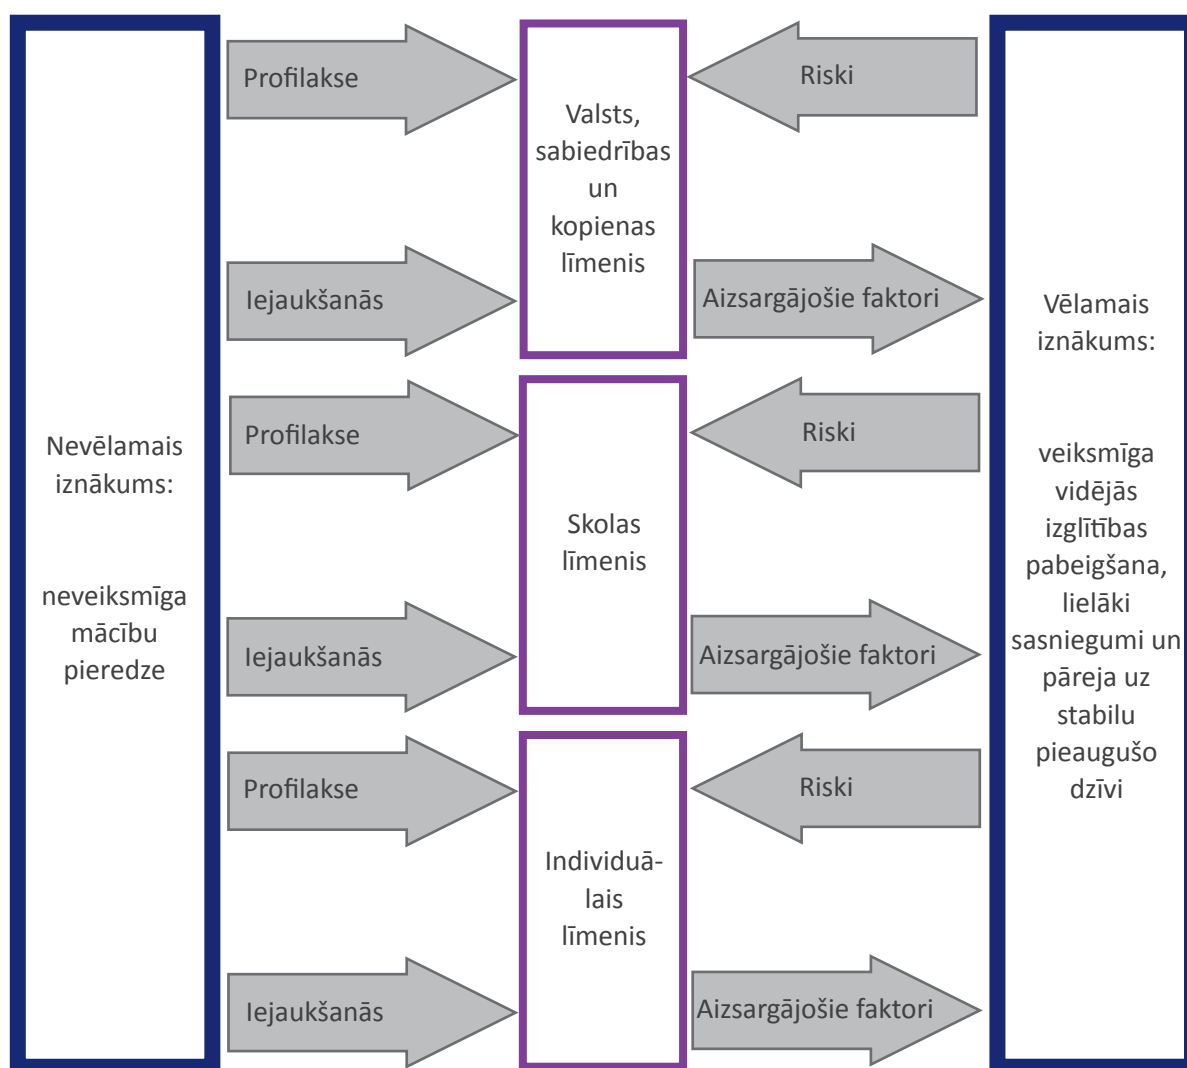 Nevēlamais
iznākums:
neveiksmīga
mācību
pieredze
Profilakse
Iejaukšanās
Profilakse
Iejaukšanās
Profilakse
Iejaukšanās
Valsts,
sabiedrības
un
kopienas
līmenis
Skolas
līmenis
Individuā-
lais
līmenis
Riski
Aizsargājošie faktori
Riski
Aizsargājošie faktori
Riski
Aizsargājošie faktori
Vēlamais
iznākums:
veiksmīga
vidējās
izglītības
pabeigšana,
lielāki
sasniegumi un
pāreja uz
stabilu
pieaugušo
dzīvi